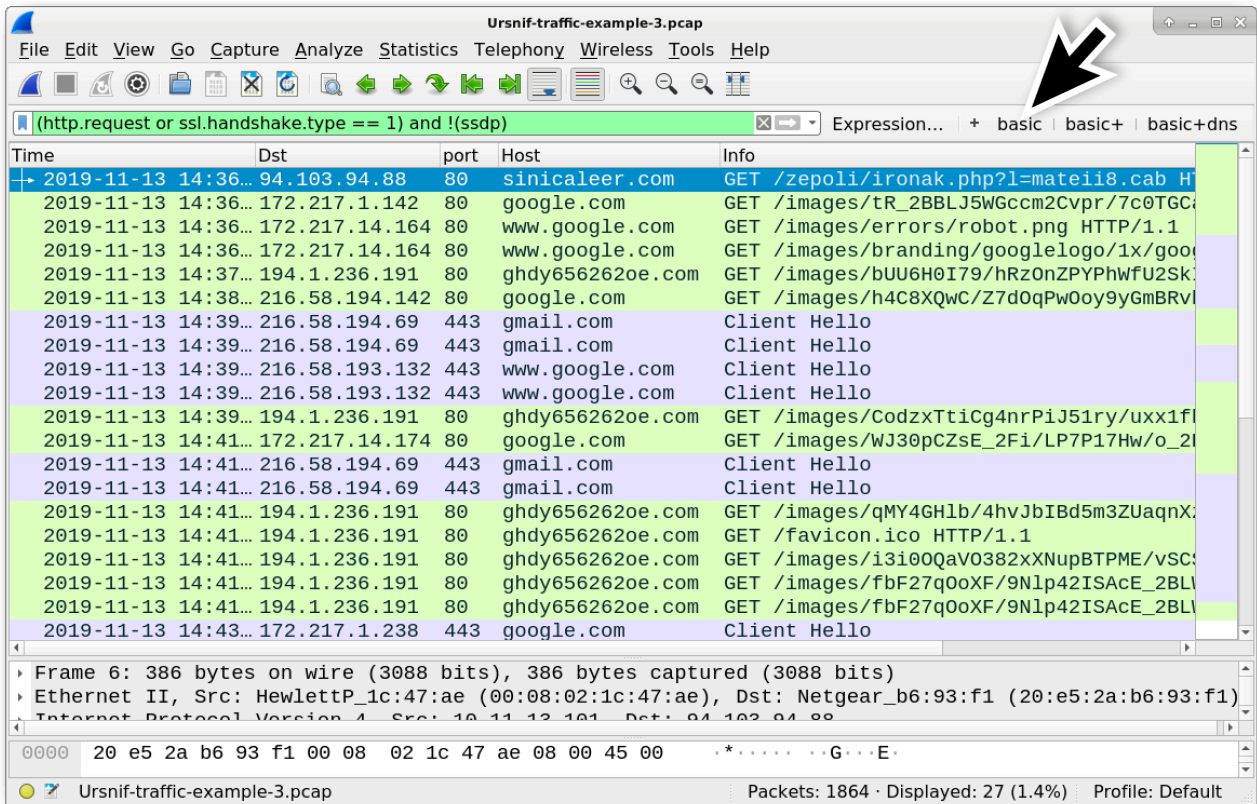 Ursnif-traffic-example-3.pcap
File Edit View Go Capture Analyze Statistics Telephony Wireless Tools Help
(http.request or ssl.handshake.type == 1) and !(ssdp) Expression… + basic basic+ basic+dns
Time Dst port Host Info
2019-11-13 14:36… 94.103.94.88 80 sinicaleer.com GET /zepoli/ironak.php?l=mateii8.cab HT
2019-11-13 14:36… 172.217.1.142 80 google.com GET /images/tR_2BBLJ5WGccm2Cvpr/7c0TGCa
2019-11-13 14:36… 172.217.14.164 80 www.google.com GET /images/errors/robot.png HTTP/1.1
2019-11-13 14:36… 172.217.14.164 80 www.google.com GET /images/branding/googlelogo/1x/goog
2019-11-13 14:37… 194.1.236.191 80 ghdy656262oe.com GET /images/bUU6H0I79/hRzOnZPYPhWfU2Sk
2019-11-13 14:38… 216.58.194.142 80 google.com GET /images/h4C8XQwC/Z7dOqPwOoy9yGmBRv
2019-11-13 14:39… 216.58.194.69 443 gmail.com Client Hello
2019-11-13 14:39… 216.58.194.69 443 gmail.com Client Hello
2019-11-13 14:39… 216.58.193.132 443 www.google.com Client Hello
2019-11-13 14:39… 216.58.193.132 443 www.google.com Client Hello
2019-11-13 14:39… 194.1.236.191 80 ghdy656262oe.com GET /images/CodzxTtiCg4nrPiJ51ry/uxx1f
2019-11-13 14:41… 172.217.14.174 80 google.com GET /images/WJ30pCZsE_2Fi/LP7P17Hw/o_2
2019-11-13 14:41… 216.58.194.69 443 gmail.com Client Hello
2019-11-13 14:41… 216.58.194.69 443 gmail.com Client Hello
2019-11-13 14:41… 194.1.236.191 80 ghdy656262oe.com GET /images/qMY4GHlb/4hvJbIBd5m3ZUaqnX
2019-11-13 14:41… 194.1.236.191 80 ghdy656262oe.com GET /favicon.ico HTTP/1.1
2019-11-13 14:41… 194.1.236.191 80 ghdy656262oe.com GET /images/i3i0OQaVO382xXNupBTPME/vSC
2019-11-13 14:41… 194.1.236.191 80 ghdy656262oe.com GET /images/fbF27qOoXF/9Nlp42ISAcE_2BL
2019-11-13 14:41… 194.1.236.191 80 ghdy656262oe.com GET /images/fbF27qOoXF/9Nlp42ISAcE_2BL
2019-11-13 14:43… 172.217.1.238 443 google.com Client Hello
Frame 6: 386 bytes on wire (3088 bits), 386 bytes captured (3088 bits)
Ethernet II, Src: HewlettP_1c:47:ae (00:08:02:1c:47:ae), Dst: Netgear_b6:93:f1 (20:e5:2a:b6:93:f1)
Internet Protocol Version 4, Src: 10.11.13.101, Dst: 94.103.94.88
0000 20 e5 2a b6 93 f1 00 08 02 1c 47 ae 08 00 45 00 ·*····· ··G···E·
Ursnif-traffic-example-3.pcap Packets: 1864 · Displayed: 27 (1.4%) Profile: Default